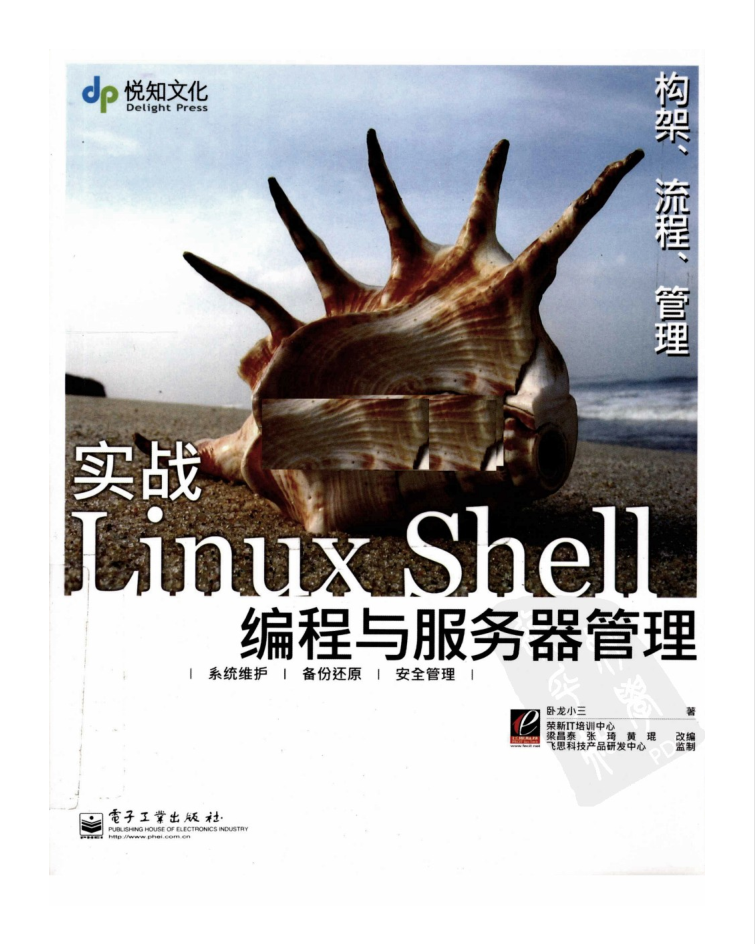 悦知文化
Delight Press
构架、流程、管理
实战
Linux Shell
编程与服务器管理
| 系统维护 | 备份还原 | 安全管理 |
卧龙小三 著
荣新IT培训中心
梁昌泰 张琦 黄琨 改编
飞思科技产品研发中心 监制
電子工業出版社
PUBLISHING HOUSE OF ELECTRONICS INDUSTRY
http://www.phei.com.cn
PDF